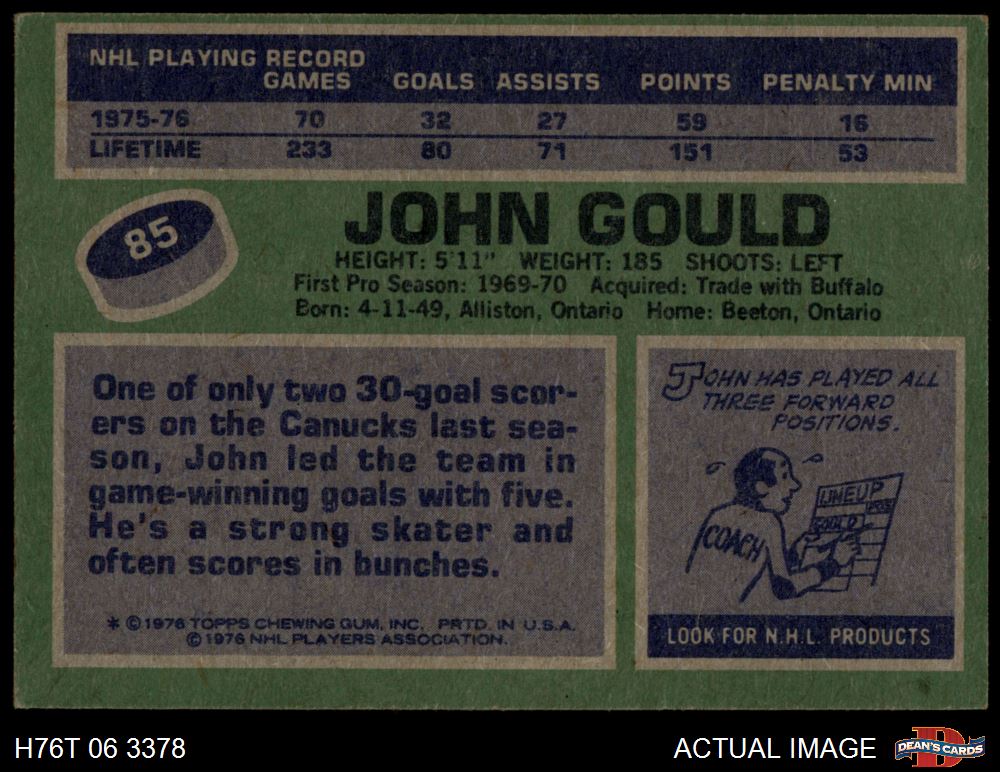 NHL PLAYING RECORD
GAMES GOALS ASSISTS POINTS PENALTY MIN
1975-76 70 32 27 59 16
LIFETIME 233 80 71 151 53
85
JOHN GOULD
HEIGHT: 5'11" WEIGHT: 185 SHOOTS: LEFT
First Pro Season: 1969-70 Acquired: Trade with Buffalo
Born: 4-11-49, Alliston, Ontario Home: Beeton, Ontario
One of only two 30-goal scor-
ers on the Canucks last sea-
son, John led the team in
game-winning goals with five.
He's a strong skater and
often scores in bunches.
* © 1976 TOPPS CHEWING GUM, INC. PRTD. IN U.S.A.
© 1976 NHL PLAYERS ASSOCIATION.
JOHN HAS PLAYED ALL
THREE FORWARD
POSITIONS.
LINEUP
GOULD
COACH
LOOK FOR N.H.L. PRODUCTS
H76T 06 3378
ACTUAL IMAGE
D
DEAN'S CARDS